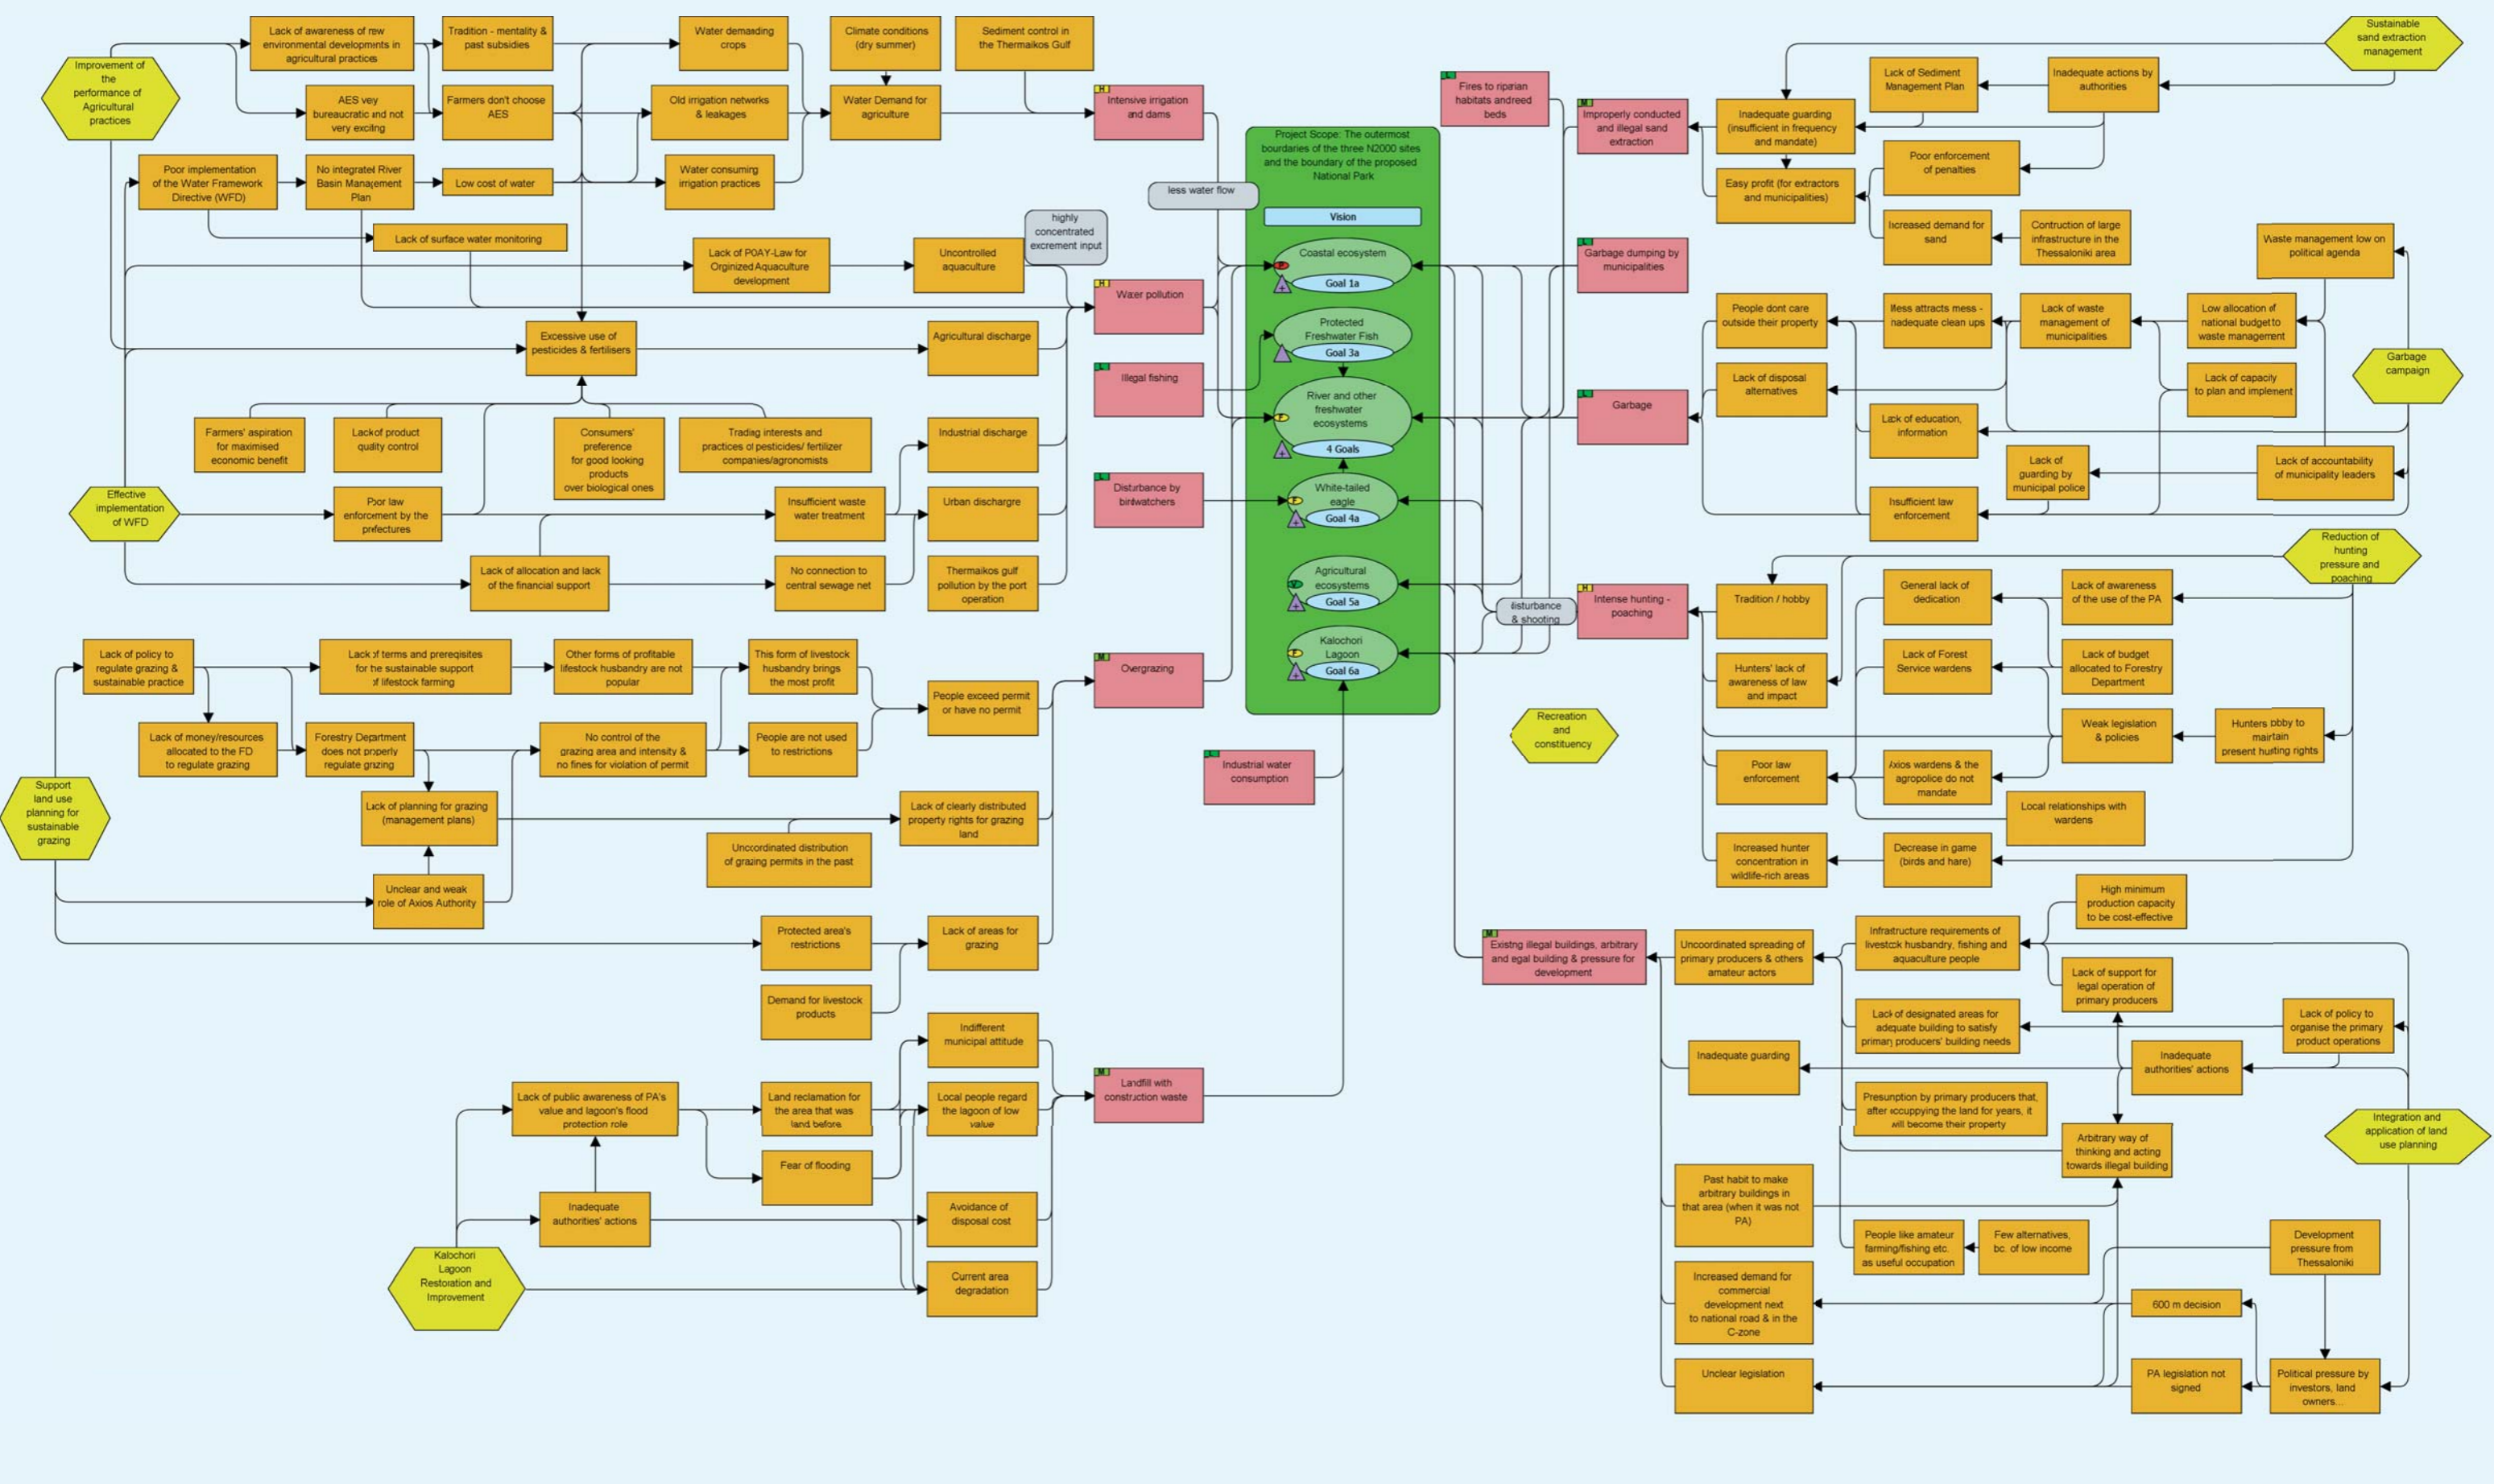 Lack of awareness of rew
environmental developments in
agricultural practices
Tradition - mentality &
past subsidies
Water demanding
crops
Climate conditions
(dry summer)
Sediment control in
the Thermaikos Gulf
Improvement of
the
performance of
Agricultural
practices
AES vey
bureaucratic and not
very exciting
Farmers don't choose
AES
Old irrigation networks
& leakages
Water Demand for
agriculture
H
Intensive irrigation
and dams
Poor implementation
of the Water Framework
Directive (WFD)
No integrated River
Basin Management
Plan
Low cost of water
Water consuming
irrigation practices
less water flow
Lack of surface water monitoring
highly
concentrated
excrement input
Lack of POAY-Law for
Orginized Aquaculture
development
Uncontrolled
aquaculture
H
Water pollution
Excessive use of
pesticides & fertilisers
Agricultural discharge
L
Illegal fishing
Farmers' aspiration
for maximised
economic benefit
Lack of product
quality control
Consumers'
preference
for good looking
products
over biological ones
Trading interests and
practices of pesticides/ fertilizer
companies/agronomists
Industrial discharge
Effective
implementation
of WFD
Poor law
enforcement by the
prefectures
Insufficient waste
water treatment
Urban dischargre
L
Disturbance by
birdwatchers
Lack of allocation and lack
of the financial support
No connection to
central sewage net
Thermaikos gulf
pollution by the port
operation
Lack of policy to
regulate grazing &
sustainable practice
Lack of terms and prereqisites
for the sustainable support
of lifestock farming
Other forms of profitable
lifestock husbandry are not
popular
This form of livestock
husbandry brings
the most profit
People exceed permit
or have no permit
M
Overgrazing
Lack of money/resources
allocated to the FD
to regulate grazing
Forestry Department
does not properly
regulate grazing
No control of the
grazing area and intensity &
no fines for violation of permit
People are not used
to restrictions
Support
land use
planning for
sustainable
grazing
Lack of planning for grazing
(management plans)
Lack of clearly distributed
property rights for grazing
land
Uncoordinated distribution
of grazing permits in the past
Unclear and weak
role of Axios Authority
Protected area's
restrictions
Lack of areas for
grazing
Demand for livestock
products
L
Industrial water
consumption
Indifferent
municipal attitude
Lack of public awareness of PA's
value and lagoon's flood
protection role
Land reclamation for
the area that was
land before
Local people regard
the lagoon of low
value
M
Landfill with
construction waste
Fear of flooding
Inadequate
authorities' actions
Avoidance of
disposal cost
Kalochori
Lagoon
Restoration and
Improvement
Current area
degradation
Project Scope: The outermost
bourdaries of the three N2000 sites
and the boundary of the proposed
National Park
Vision
Coastal ecosystem
P
Goal 1a
Protected
Freshwater Fish
Goal 3a
River and other
freshwater
ecosystems
F
4 Goals
White-tailed
eagle
F
Goal 4a
Agricultural
ecosystems
V
Goal 5a
Kalochori
Lagoon
F
Goal 6a
L
Fires to riparian
habitats andreed
beds
Sustainable
sand extraction
management
M
Improperly conducted
and illegal sand
extraction
Inadequate guarding
(insufficient in frequency
and mandate)
Lack of Sediment
Management Plan
Inadequate actions by
authorities
Easy profit (for extractors
and municipalities)
Poor enforcement
of penalties
Increased demand for
sand
Contruction of large
infrastructure in the
Thessaloniki area
L
Garbage dumping by
municipalities
Waste management low on
political agenda
People dont care
outside their property
Mess attracts mess -
inadequate clean ups
Lack of waste
management of
municipalities
Low allocation of
national budget to
waste management
Garbage
campaign
L
Garbage
Lack of disposal
alternatives
Lack of capacity
to plan and implement
Lack of education,
information
Lack of
guarding by
municipal police
Lack of accountability
of municipality leaders
Insufficient law
enforcement
Reduction of
hunting
pressure and
poaching
disturbance
& shooting
H
Intense hunting -
poaching
Tradition / hobby
General lack of
dedication
Lack of awareness
of the use of the PA
Hunters' lack of
awareness of law
and impact
Lack of Forest
Service wardens
Lack of budget
allocated to Forestry
Department
Recreation
and
constituency
Weak legislation
& policies
Hunters lobby to
maintain
present hunting rights
Poor law
enforcement
Axios wardens & the
agropolice do not
mandate
Local relationships with
wardens
Increased hunter
concentration in
wildlife-rich areas
Decrease in game
(birds and hare)
High minimum
production capacity
to be cost-effective
M
Existng illegal buildings, arbitrary
and egal building & pressure for
development
Uncoordinated spreading of
primary producers & others
amateur actors
Infrastructure requirements of
livestock husbandry, fishing and
aquaculture people
Lack of support for
legal operation of
primary producers
Lack of designated areas for
adequate building to satisfy
primary producers' building needs
Lack of policy to
organise the primary
product operations
Inadequate guarding
Inadequate
authorities' actions
Presunption by primary producers that,
after occuppying the land for years, it
will become their property
Integration and
application of land
use planning
Arbitrary way of
thinking and acting
towards illegal building
Past habit to make
arbitrary buildings in
that area (when it was not
PA)
People like amateur
farming/fishing etc.
as useful occupation
Few alternatives,
bc. of low income
Development
pressure from
Thessaloniki
Increased demand for
commercial
development next
to national road & in the
C-zone
600 m decision
Unclear legislation
PA legislation not
signed
Political pressure by
investors, land
owners...